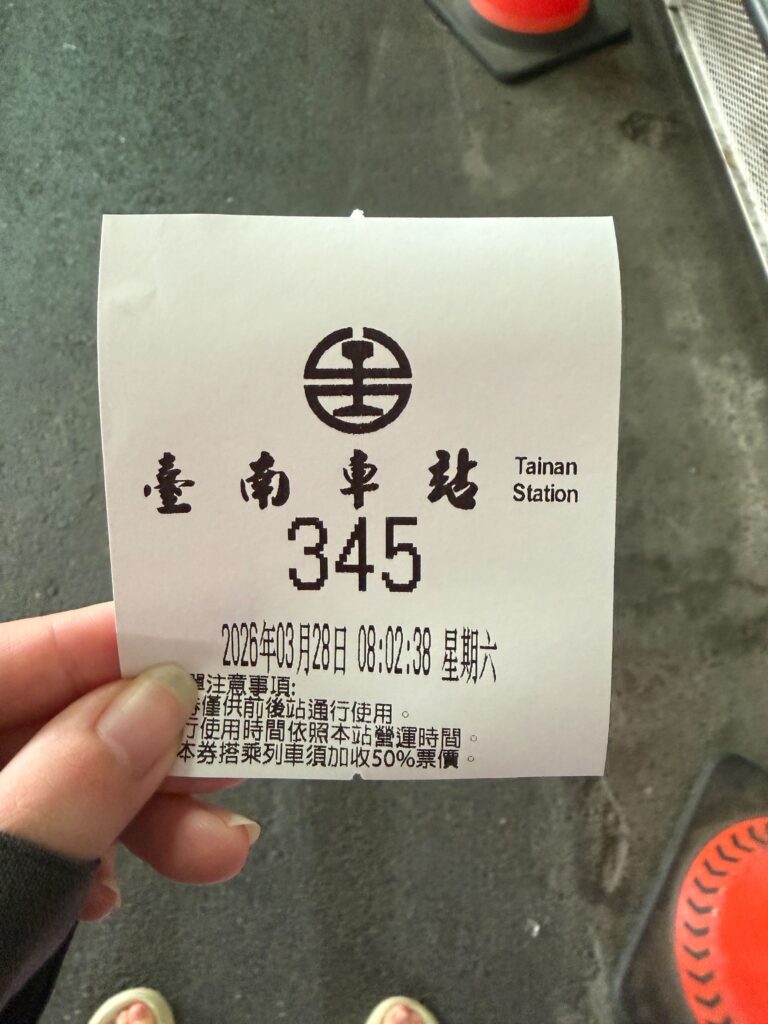 臺南車站 Tainan Station
345
2026年03月28日 08:02:38 星期六
單注意事項:
券僅供前後站通行使用。
行使用時間依照本站營運時間。
本券搭乘列車須加收50%票價。